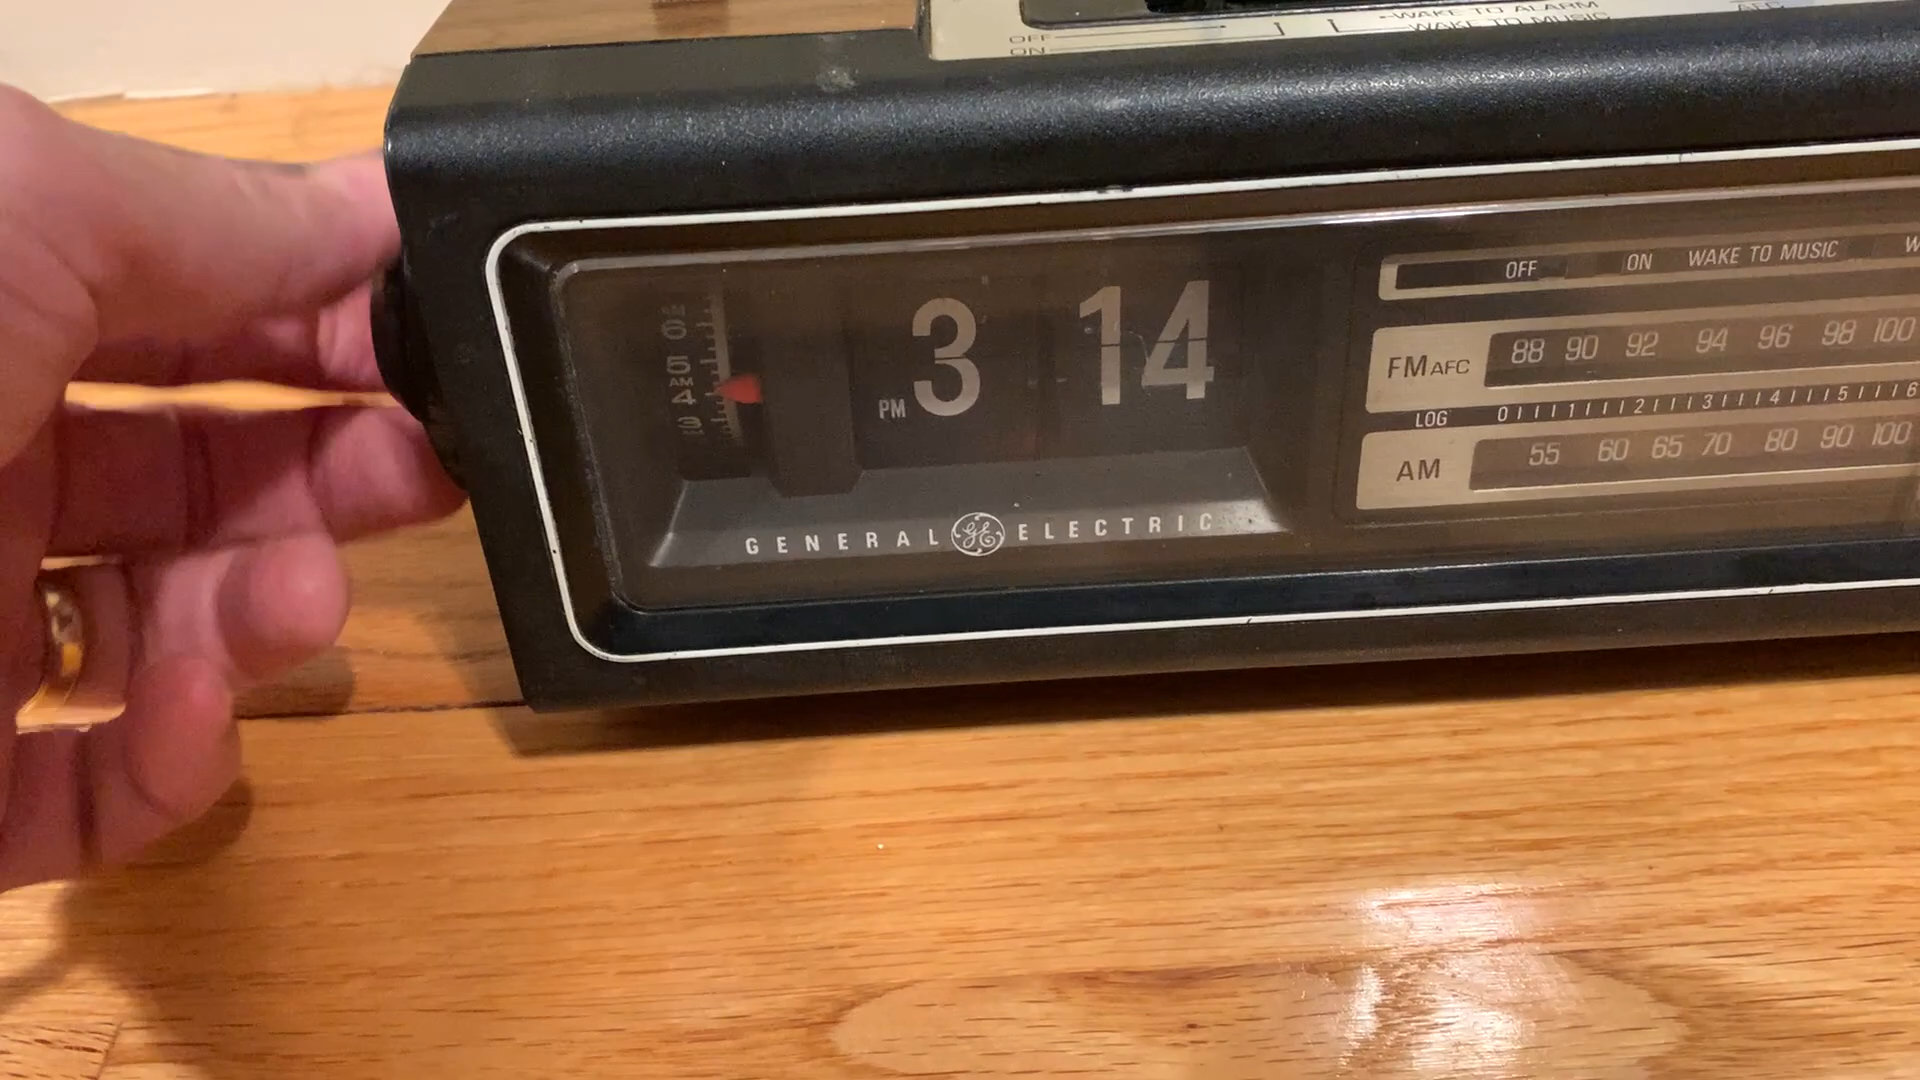 WAKE TO ALARM
OFF WAKE TO MUSIC AFC
ON
OFF ON WAKE TO MUSIC W
6
5
AM
4
3
PM 3 14
FM AFC 88 90 92 94 96 98 100
LOG 0 1 2 3 4 5 6
AM 55 60 65 70 80 90 100
GENERAL GE ELECTRIC